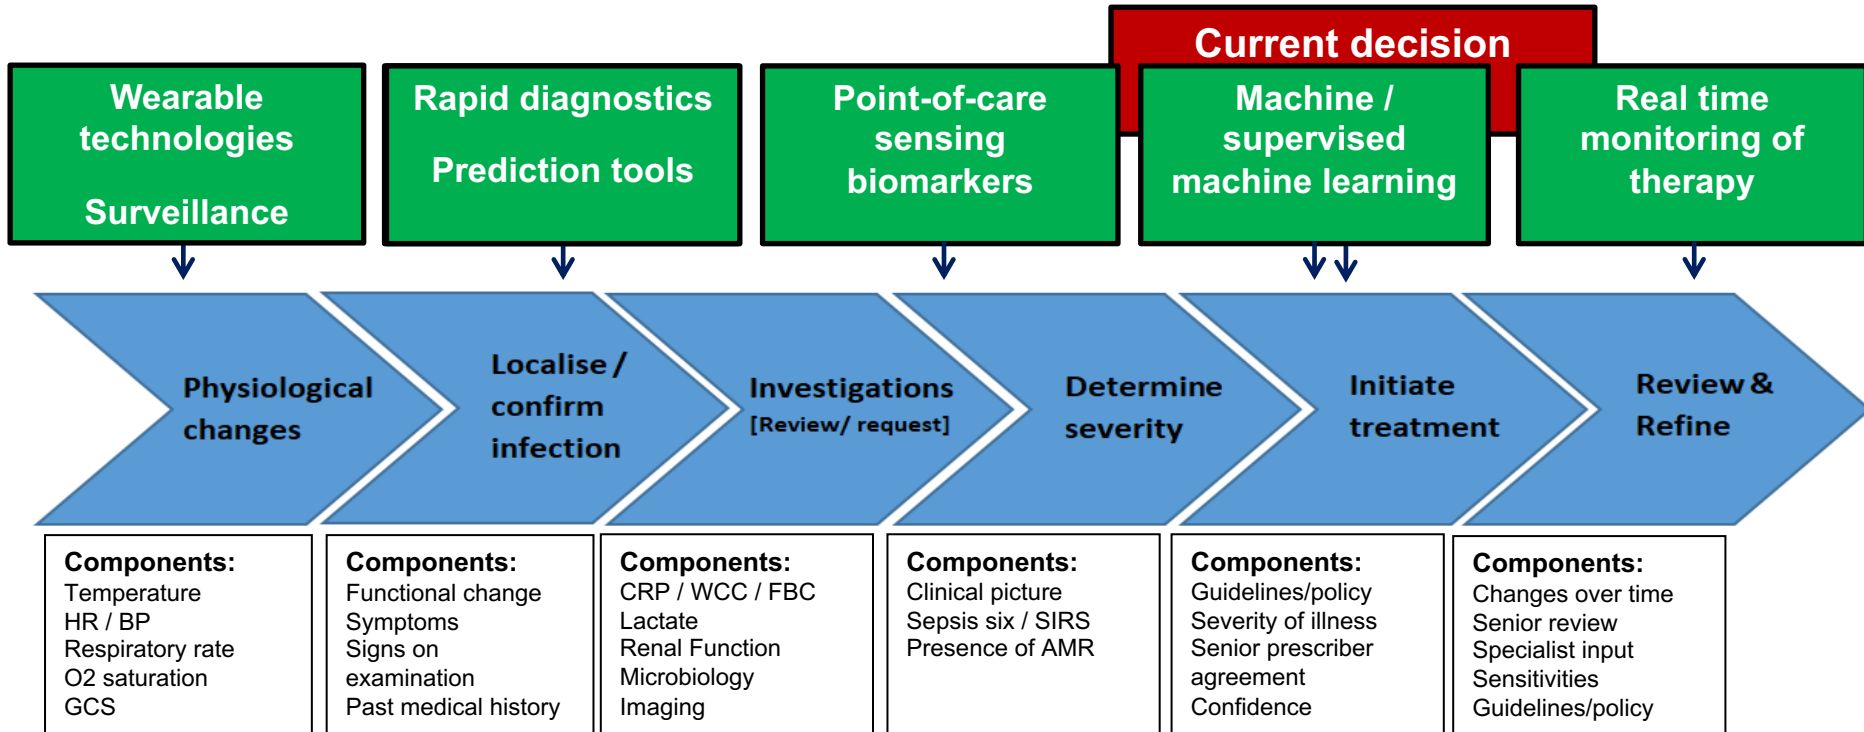 Current decision
Wearable
technologies
Surveillance
Rapid diagnostics
Prediction tools
Point-of-care
sensing
biomarkers
Machine /
supervised
machine learning
Real time
monitoring of
therapy
Physiological
changes
Localise /
confirm
infection
Investigations
[Review/ request]
Determine
severity
Initiate
treatment
Review &
Refine
Components:
Temperature
HR / BP
Respiratory rate
O2 saturation
GCS
Components:
Functional change
Symptoms
Signs on
examination
Past medical history
Components:
CRP / WCC / FBC
Lactate
Renal Function
Microbiology
Imaging
Components:
Clinical picture
Sepsis six / SIRS
Presence of AMR
Components:
Guidelines/policy
Severity of illness
Senior prescriber
agreement
Confidence
Components:
Changes over time
Senior review
Specialist input
Sensitivities
Guidelines/policy